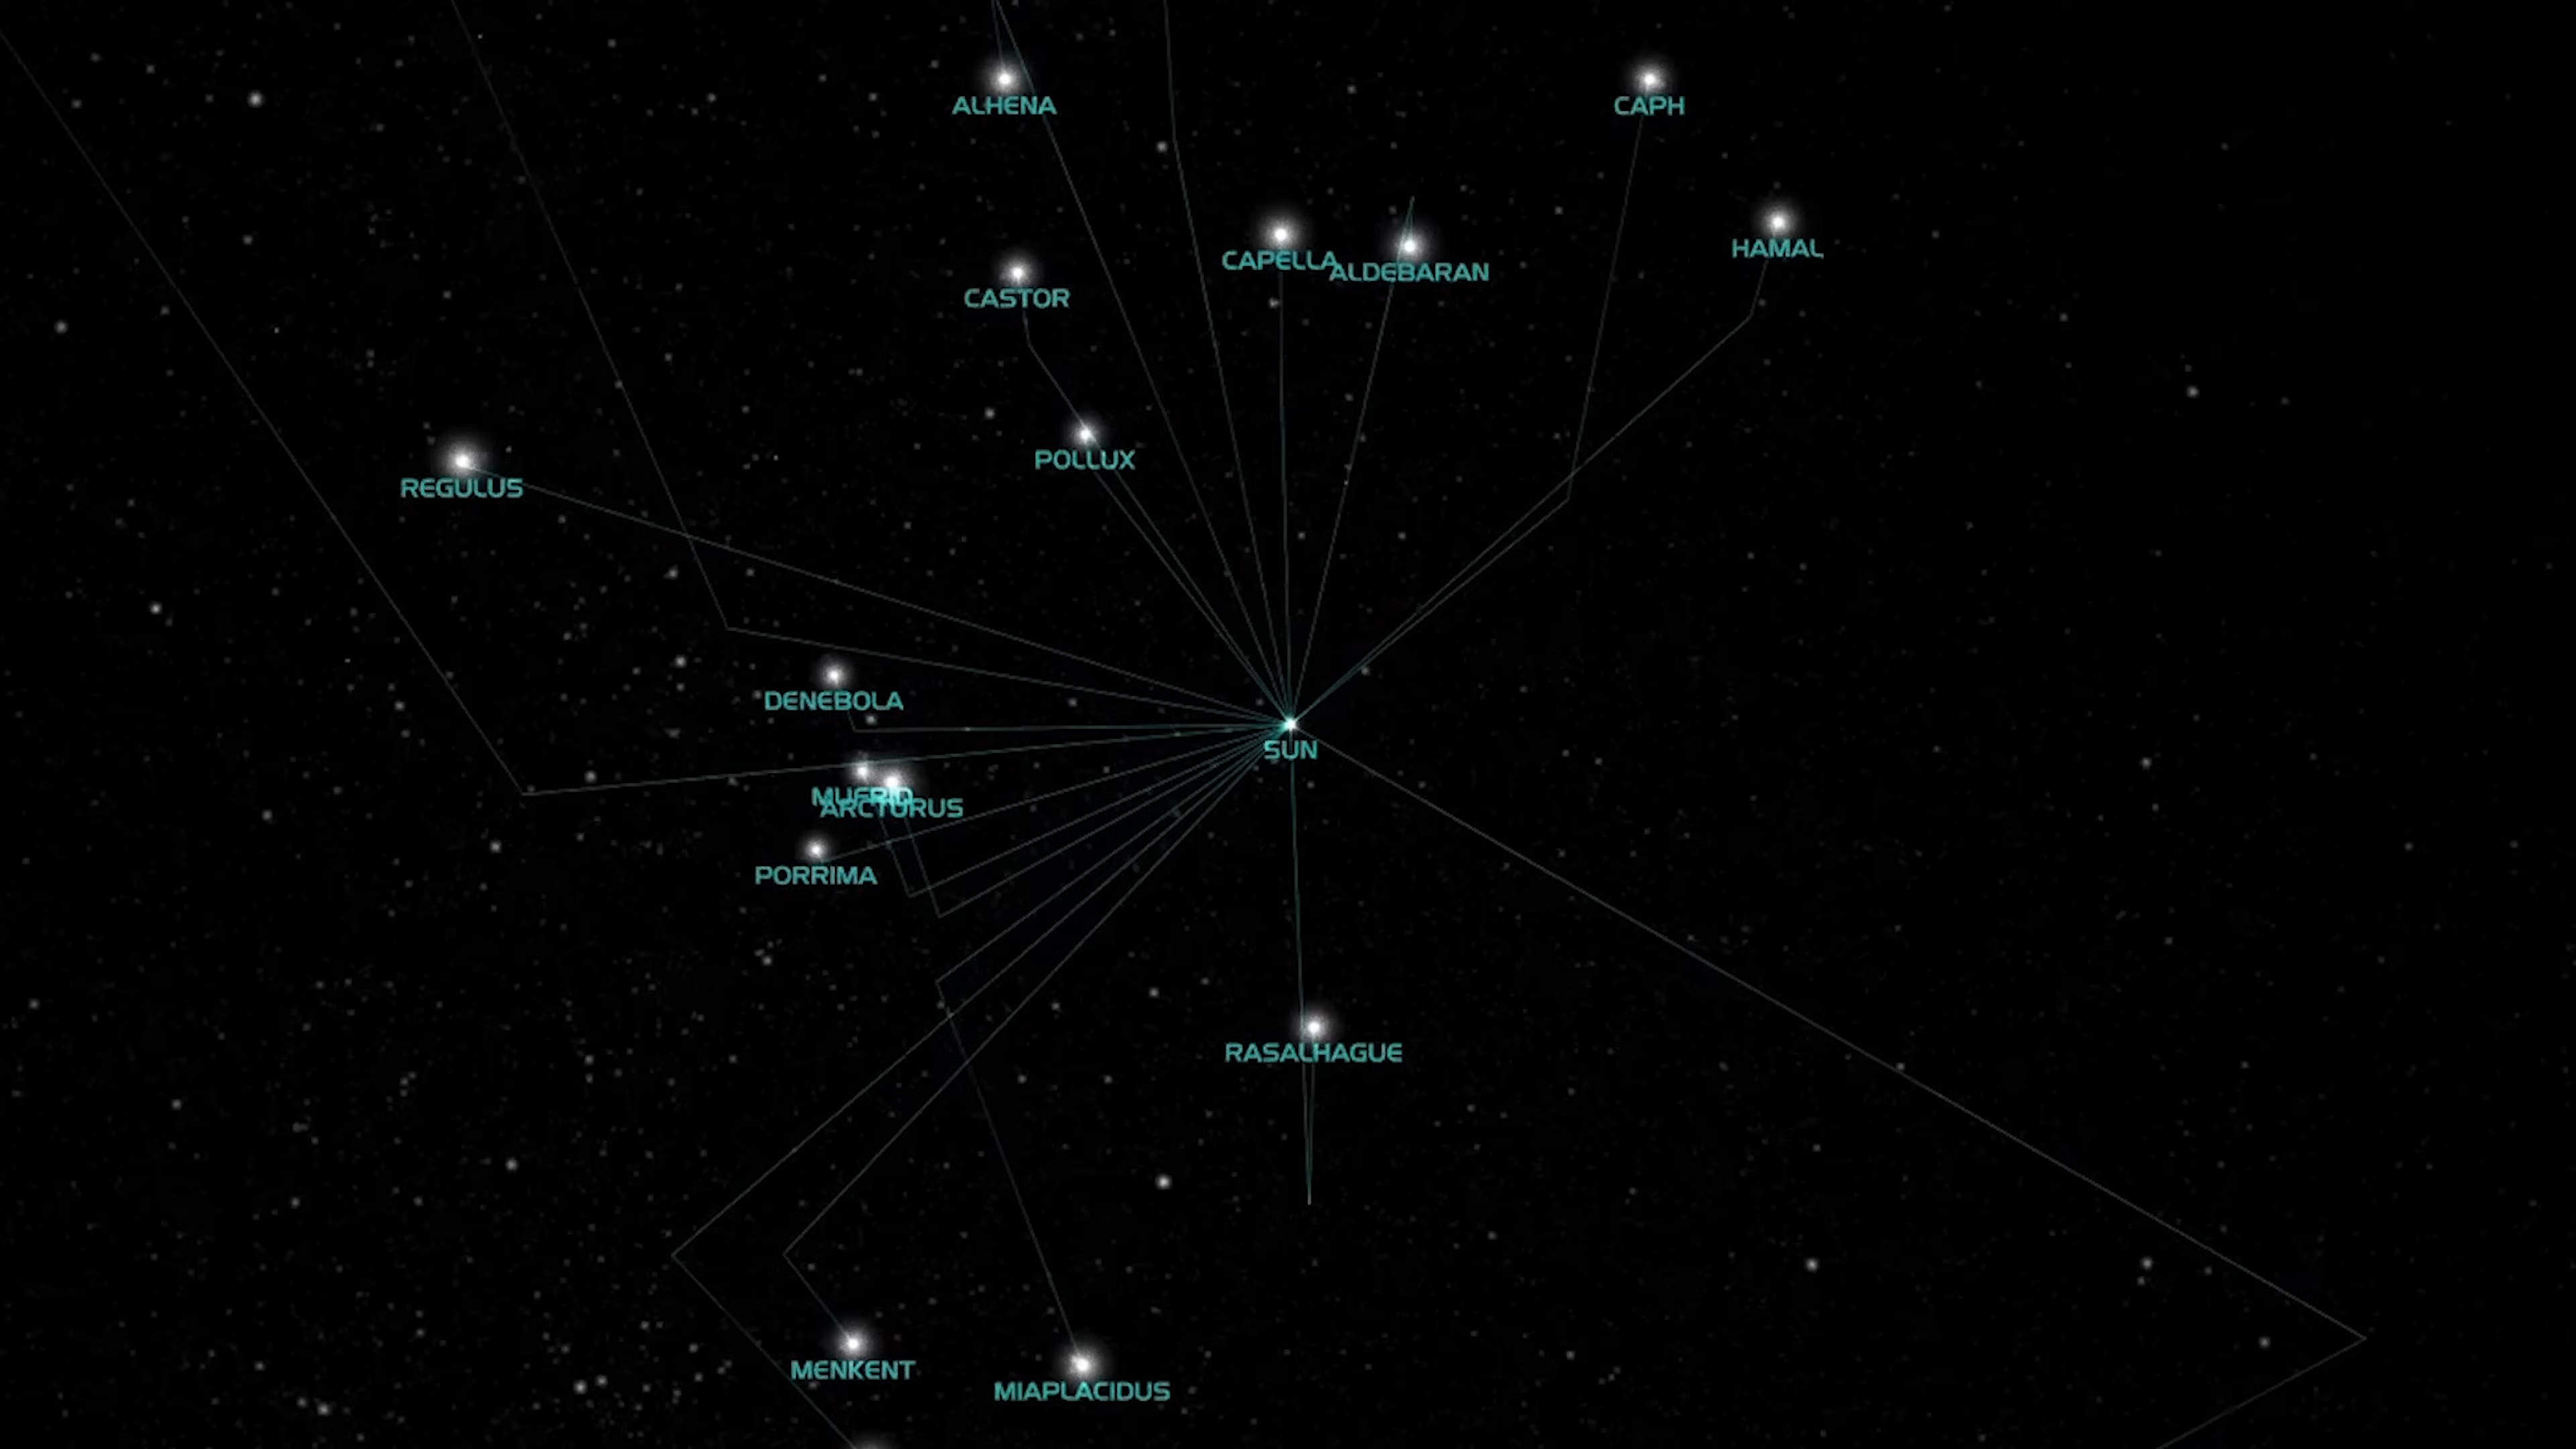 ALHENA
CAPH
HAMAL
CAPELLA
ALDEBARAN
CASTOR
POLLUX
REGULUS
DENEBOLA
SUN
MUFRID
ARCTURUS
PORRIMA
RASALHAGUE
MENKENT
MIAPLACIDUS